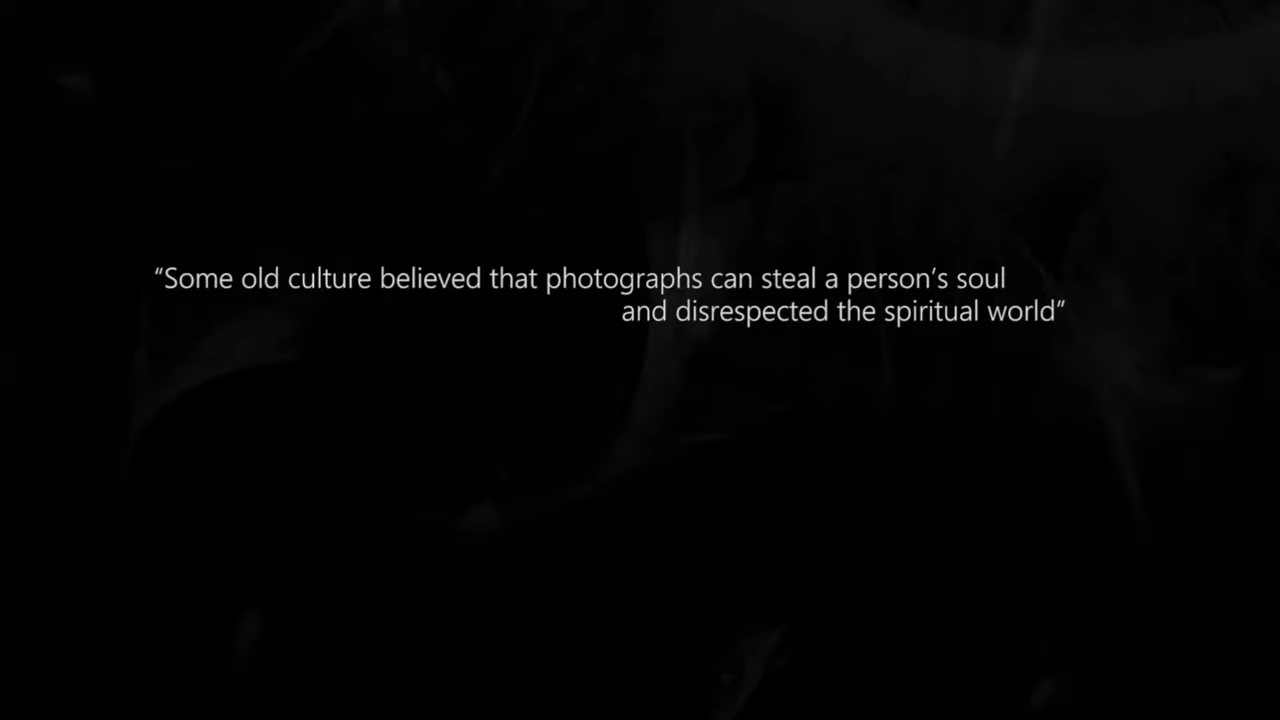 “Some old culture believed that photographs can steal a person’s soul
and disrespected the spiritual world”